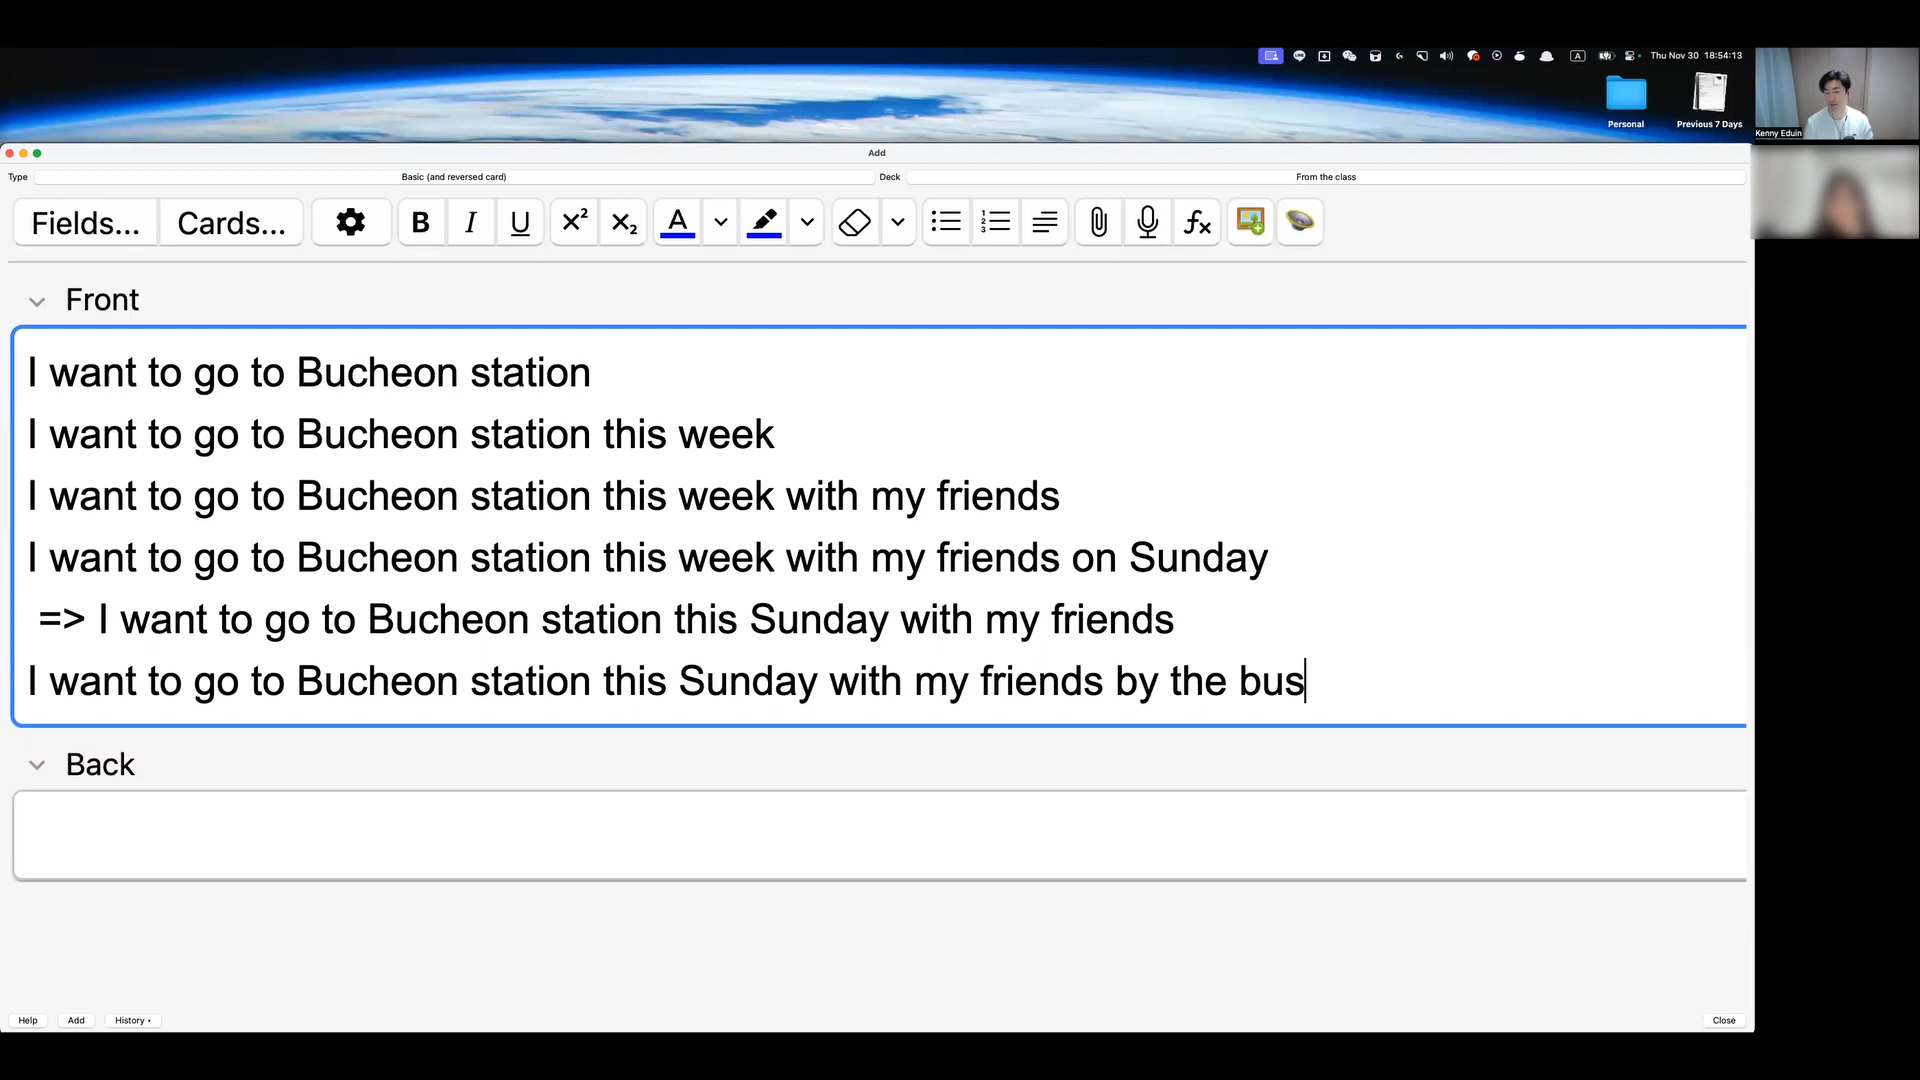 Thu Nov 30 18:54:13
Personal
Previous 7 Days
Kenny Eduin
Add
Type
Basic (and reversed card)
Deck
From the class
Fields...
Cards...
Front
I want to go to Bucheon station
I want to go to Bucheon station this week
I want to go to Bucheon station this week with my friends
I want to go to Bucheon station this week with my friends on Sunday
=> I want to go to Bucheon station this Sunday with my friends
I want to go to Bucheon station this Sunday with my friends by the bus
Back
Help
Add
History
Close